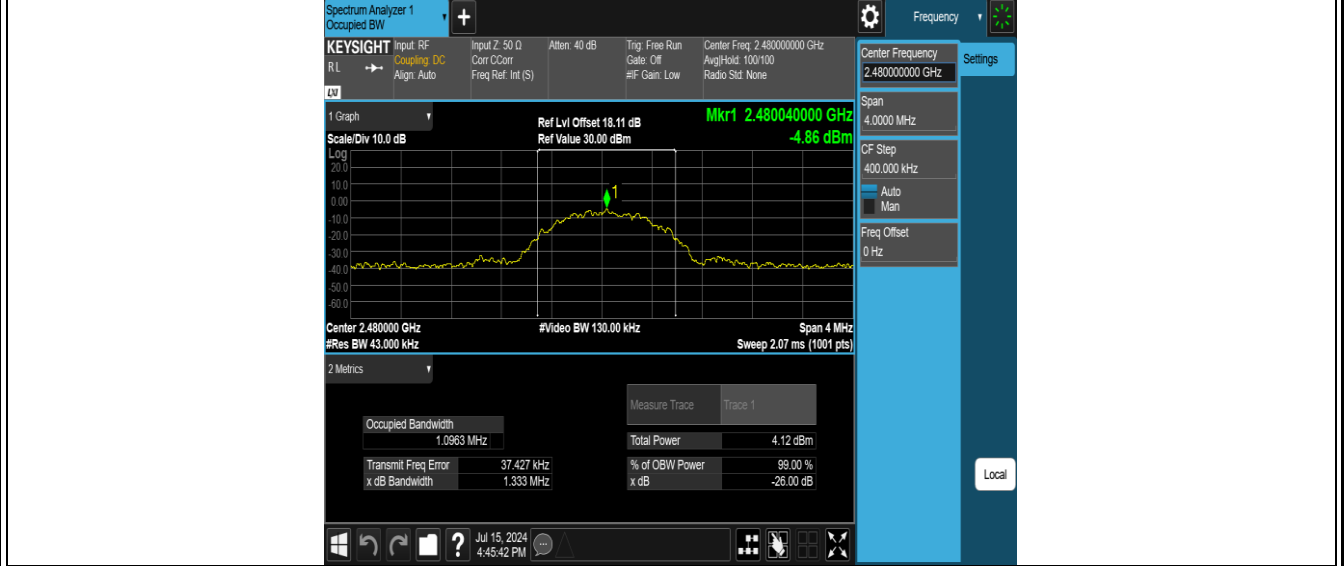 Spectrum Analyzer 1
Occupied BW
+
Frequency
KEYSIGHT
RL
LXI
Input: RF
Coupling: DC
Align: Auto
Input Z: 50 Ω
Corr CCorr
Freq Ref: Int (S)
Atten: 40 dB
Trig: Free Run
Gate: Off
#IF Gain: Low
Center Freq: 2.480000000 GHz
Avg|Hold: 100/100
Radio Std: None
Center Frequency
2.480000000 GHz
Settings
Span
4.0000 MHz
CF Step
400.000 kHz
Auto
Man
Freq Offset
0 Hz
1 Graph
Scale/Div 10.0 dB
Ref Lvl Offset 18.11 dB
Ref Value 30.00 dBm
Mkr1 2.480040000 GHz
-4.86 dBm
Log
20.0
10.0
0.00
-10.0
-20.0
-30.0
-40.0
-50.0
-60.0
1
Center 2.480000 GHz
#Res BW 43.000 kHz
#Video BW 130.00 kHz
Span 4 MHz
Sweep 2.07 ms (1001 pts)
2 Metrics
Measure Trace
Trace 1
Occupied Bandwidth
1.0963 MHz
Total Power
4.12 dBm
Transmit Freq Error
37.427 kHz
% of OBW Power
99.00 %
x dB Bandwidth
1.333 MHz
x dB
-26.00 dB
Local
?
Jul 15, 2024
4:45:42 PM